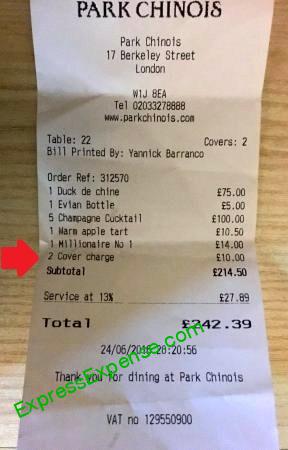 PARK CHINOIS
Park Chinois
17 Berkeley Street
London
W1J 8EA
Tel 02033278888
www.parkchinois.com
Table: 22 Covers: 2
Bill Printed By: Yannick Barranco
Order Ref: 312570
1 Duck de chine £75.00
1 Evian Bottle £5.00
5 Champagne Cucktail £100.00
1 Warm apple tart £10.50
1 Millionaire No 1 £14.00
2 Cover charge £10.00
Subtotal £214.50
Service at 13% £27.89
Total £242.39
24/06/2016 20:20:56
Thank you for dining at Park Chinois
ExpressExpense.com
VAT no 129550900